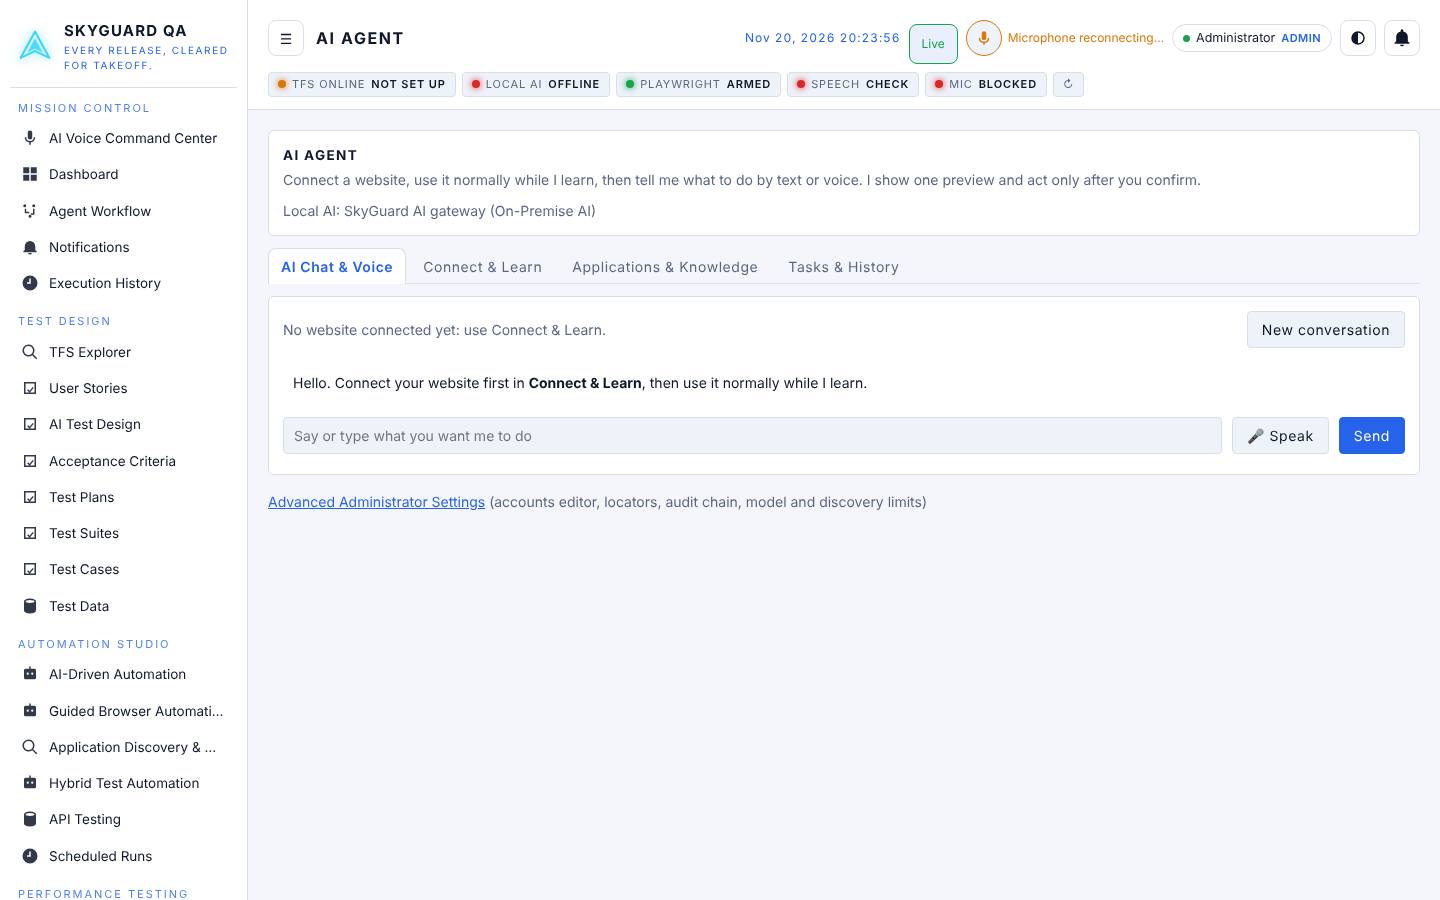 SKYGUARD QA
EVERY RELEASE, CLEARED
FOR TAKEOFF.
MISSION CONTROL
AI Voice Command Center
Dashboard
Agent Workflow
Notifications
Execution History
TEST DESIGN
TFS Explorer
User Stories
AI Test Design
Acceptance Criteria
Test Plans
Test Suites
Test Cases
Test Data
AUTOMATION STUDIO
AI-Driven Automation
Guided Browser Automati...
Application Discovery & ...
Hybrid Test Automation
API Testing
Scheduled Runs
PERFORMANCE TESTING
AI AGENT
Nov 20, 2026 20:23:56
Live
Microphone reconnecting...
Administrator ADMIN
TFS ONLINE NOT SET UP
LOCAL AI OFFLINE
PLAYWRIGHT ARMED
SPEECH CHECK
MIC BLOCKED
AI AGENT
Connect a website, use it normally while I learn, then tell me what to do by text or voice. I show one preview and act only after you confirm.
Local AI: SkyGuard AI gateway (On-Premise AI)
AI Chat & Voice
Connect & Learn
Applications & Knowledge
Tasks & History
No website connected yet: use Connect & Learn.
New conversation
Hello. Connect your website first in Connect & Learn, then use it normally while I learn.
Say or type what you want me to do
Speak
Send
Advanced Administrator Settings (accounts editor, locators, audit chain, model and discovery limits)